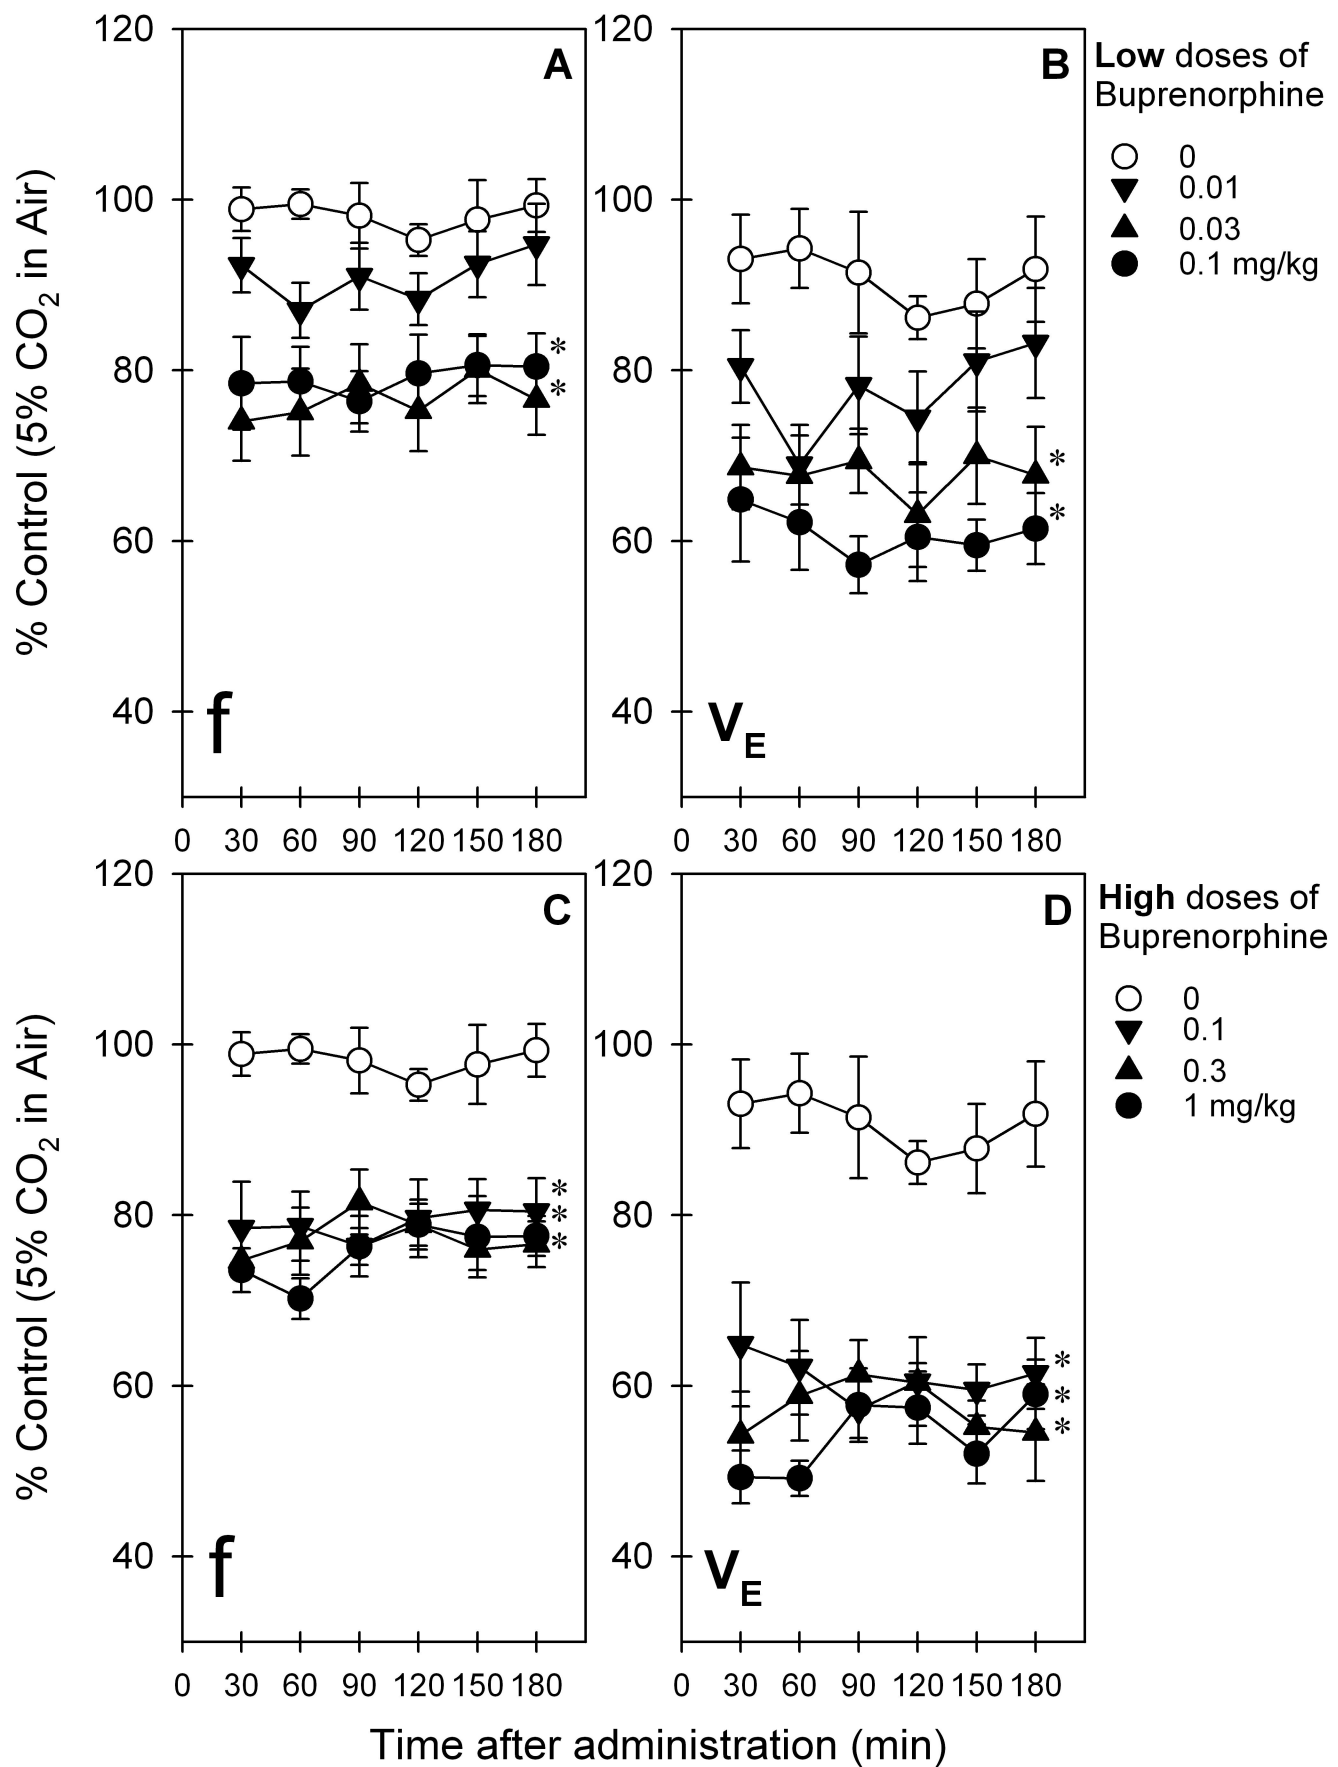 120
100
80
60
40
% Control (5% CO2 in Air)
A
f
0 30 60 90 120 150 180
120
100
80
60
40
B
VE
0 30 60 90 120 150 180
*
*
*
*
Low doses of
Buprenorphine
0
0.01
0.03
0.1 mg/kg
120
100
80
60
40
% Control (5% CO2 in Air)
C
f
0 30 60 90 120 150 180
120
100
80
60
40
D
VE
0 30 60 90 120 150 180
*
*
*
*
*
*
High doses of
Buprenorphine
0
0.1
0.3
1 mg/kg
Time after administration (min)